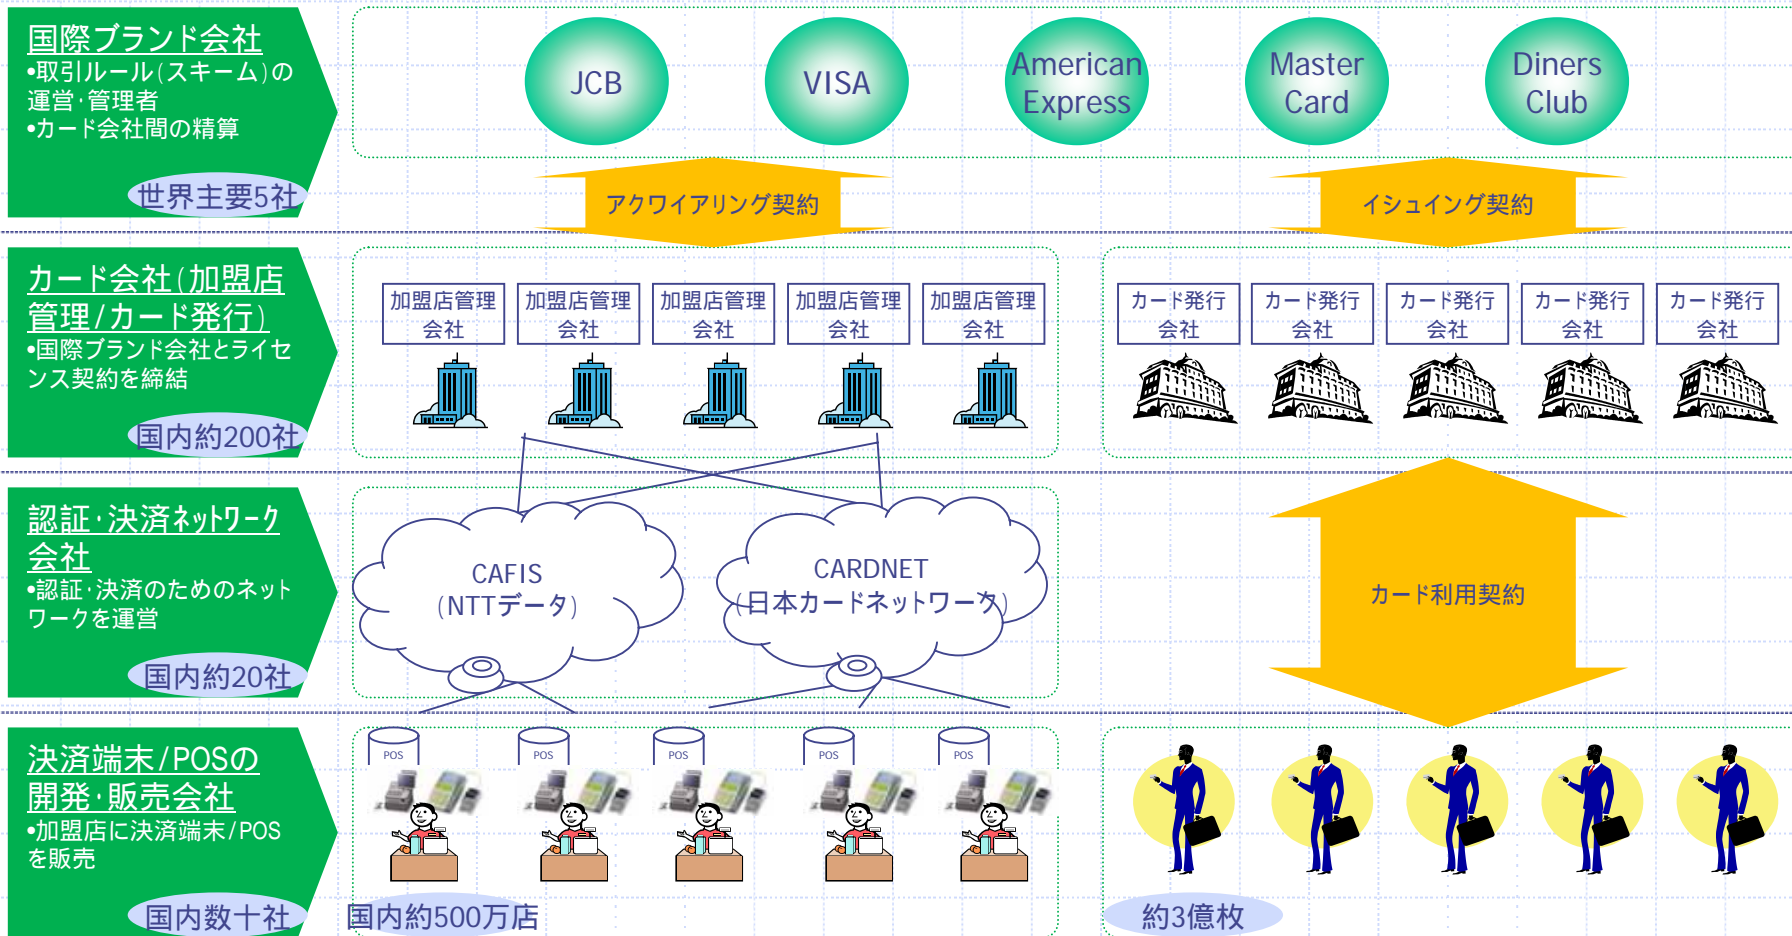 国際ブランド会社
•取引ルール(スキーム)の
運営・管理者
•カード会社間の精算
世界主要5社
JCB
VISA
American
Express
Master
Card
Diners
Club
アクワイアリング契約
イシュイング契約
カード会社(加盟店
管理/カード発行)
•国際ブランド会社とライセ
ンス契約を締結
国内約200社
加盟店管理
会社
加盟店管理
会社
加盟店管理
会社
加盟店管理
会社
加盟店管理
会社
カード発行
会社
カード発行
会社
カード発行
会社
カード発行
会社
カード発行
会社
認証・決済ネットワーク
会社
•認証・決済のためのネット
ワークを運営
国内約20社
CAFIS
(NTTデータ)
CARDNET
(日本カードネットワーク)
カード利用契約
決済端末/POSの
開発・販売会社
•加盟店に決済端末/POS
を販売
国内数十社
POS
POS
POS
POS
POS
国内約500万店
約3億枚